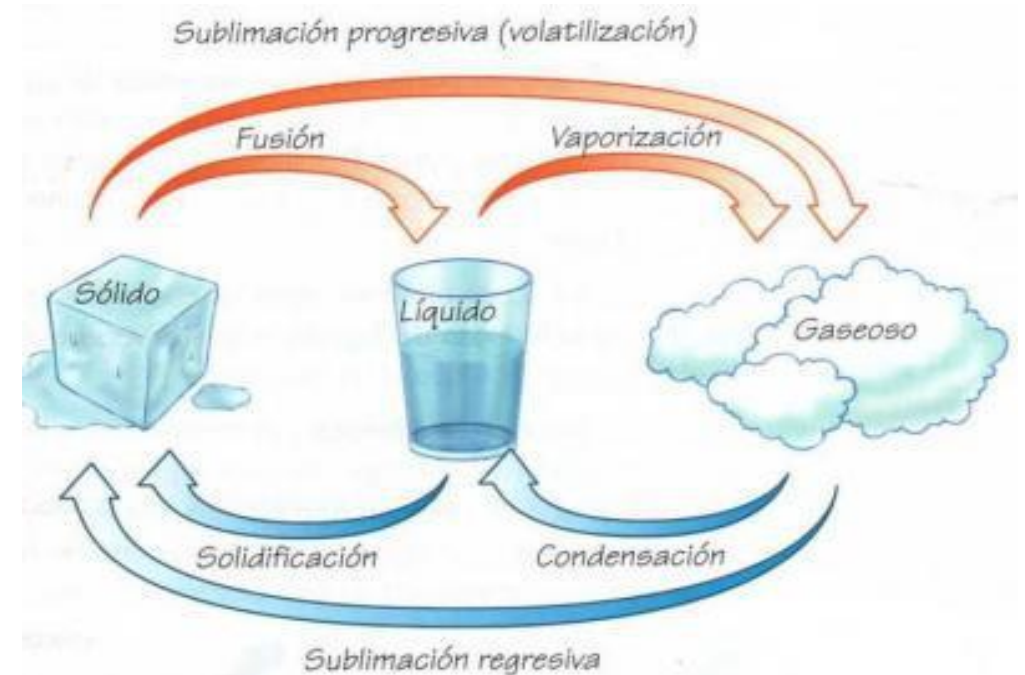 Sublimación progresiva (volatilización)
Fusión
Vaporización
Sólido
Líquido
Gaseoso
Solidificación
Condensación
Sublimación regresiva